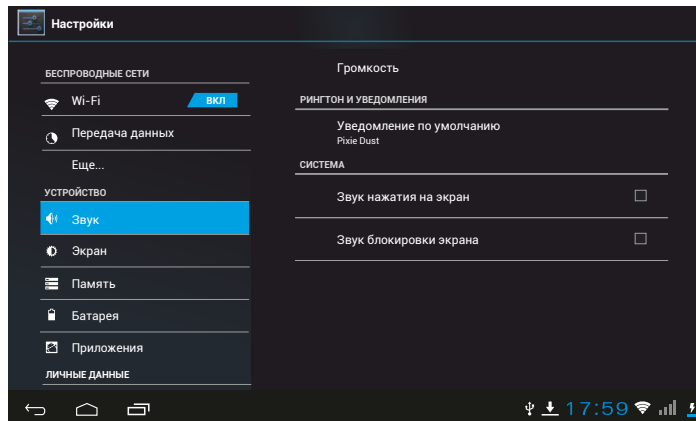 Настройки
БЕСПРОВОДНЫЕ СЕТИ
Wi-Fi
ВКЛ
Передача данных
Еще...
УСТРОЙСТВО
Звук
Экран
Память
Батарея
Приложения
ЛИЧНЫЕ ДАННЫЕ
Громкость
РИНГТОН И УВЕДОМЛЕНИЯ
Уведомление по умолчанию
Pixie Dust
СИСТЕМА
Звук нажатия на экран
Звук блокировки экрана
17:59